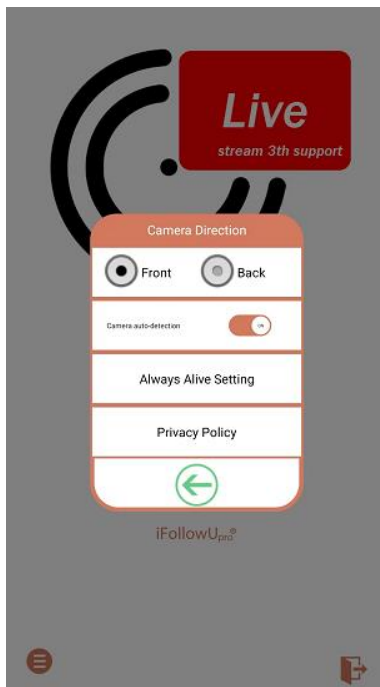 Live
stream 3th support
Camera Direction
Front Back
Camera auto-detection ON
Always Alive Setting
Privacy Policy
iFollowUpro®